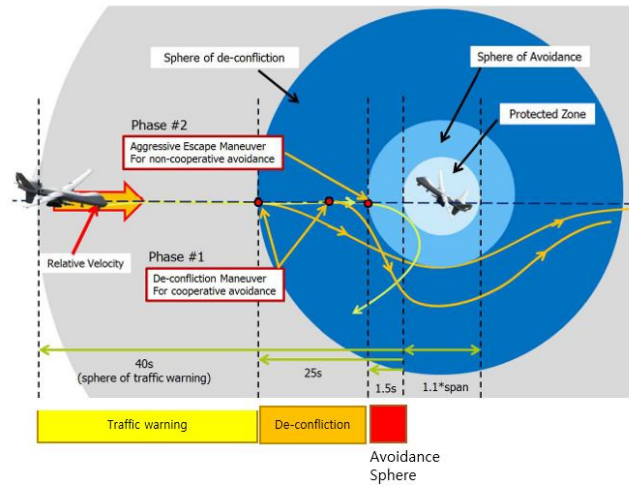 Sphere of de-confliction
Sphere of Avoidance
Protected Zone
Phase #2
Aggressive Escape Maneuver
For non-cooperative avoidance
Relative Velocity
Phase #1
De-confliction Maneuver
For cooperative avoidance
40s
(sphere of traffic warning)
25s
1.5s
1.1*span
Traffic warning
De-confliction
Avoidance
Sphere